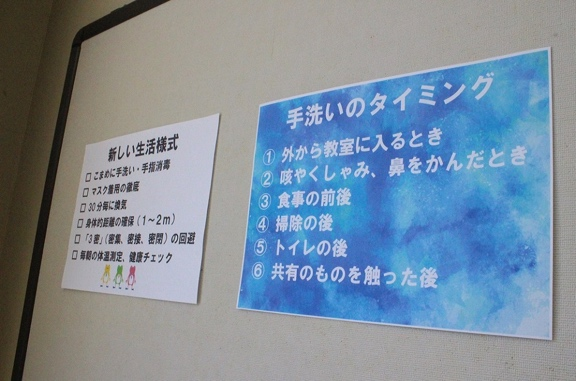 新しい生活様式
□ こまめに手洗い・手指消毒
□ マスク着用の徹底
□ 30分毎に換気
□ 身体的距離の確保（1～2m）
□ 「3密」（密集、密接、密閉）の回避
□ 毎朝の体温測定、健康チェック
手洗いのタイミング
① 外から教室に入るとき
② 咳やくしゃみ、鼻をかんだとき
③ 食事の前後
④ 掃除の後
⑤ トイレの後
⑥ 共有のものを触った後